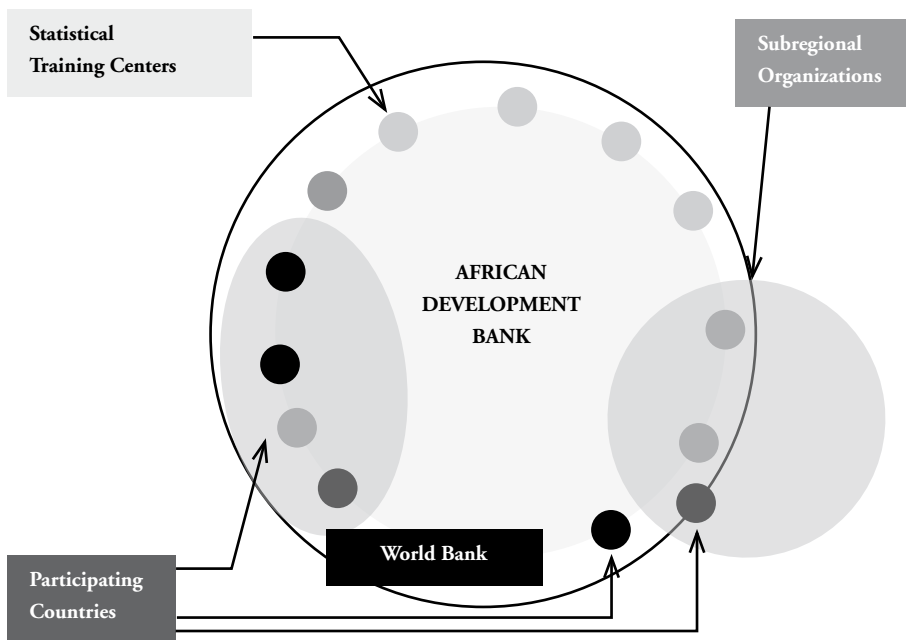 Statistical
Training Centers
Subregional
Organizations
AFRICAN
DEVELOPMENT
BANK
World Bank
Participating
Countries